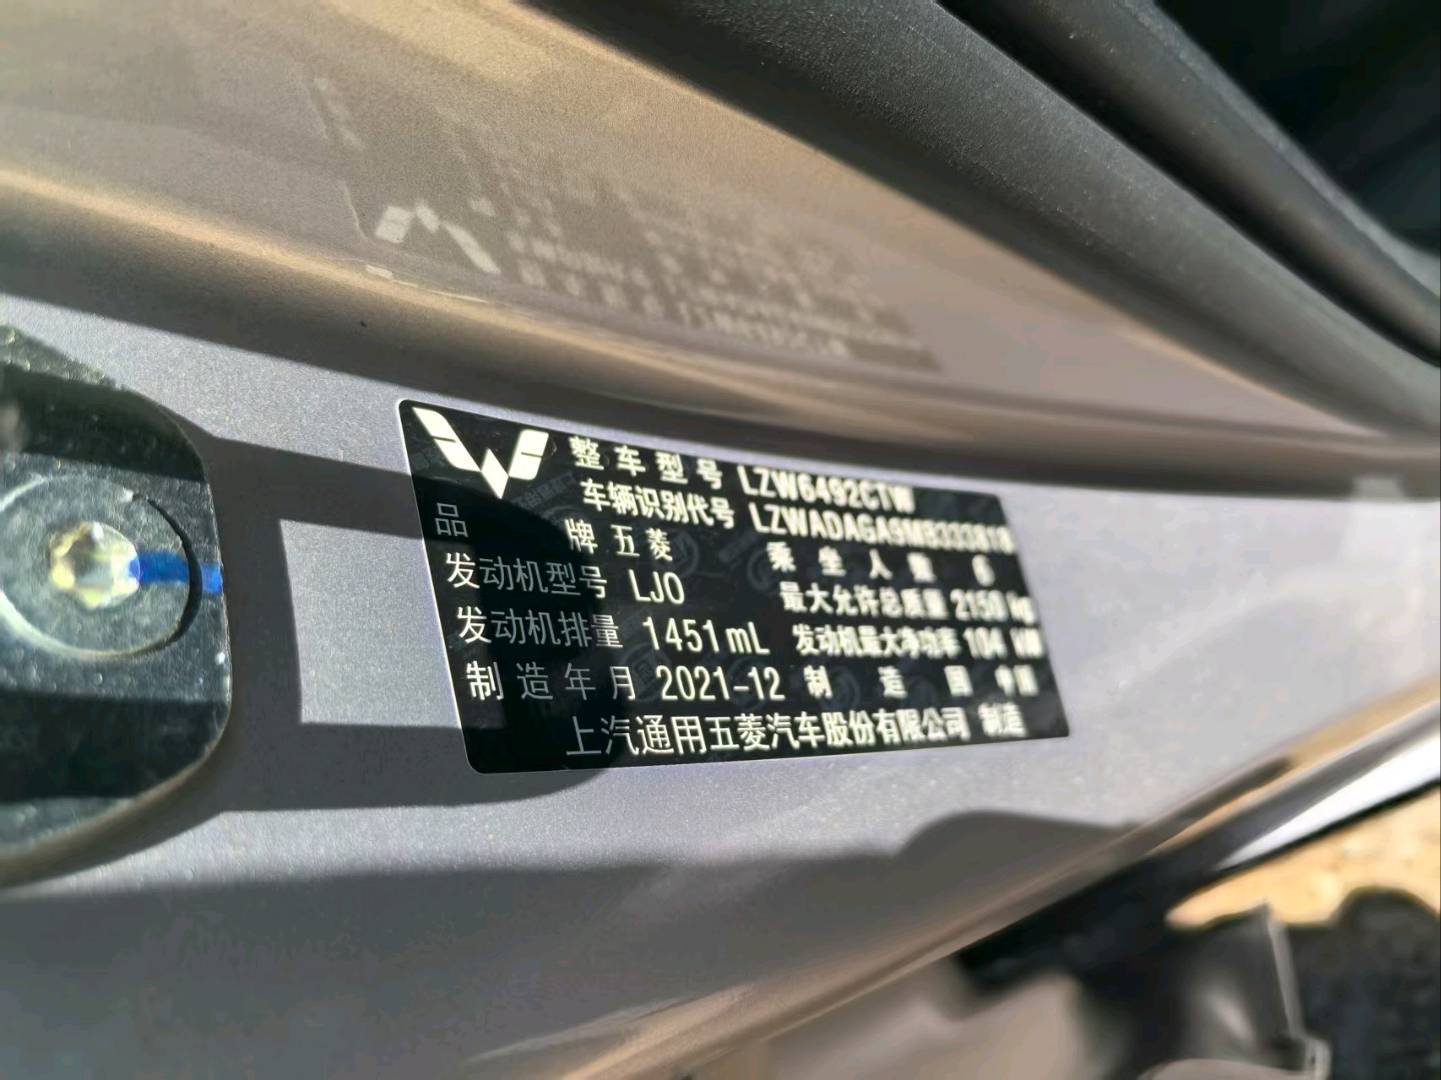 整车型号 LZW6492CTW
车辆识别代号 LZWADAGA9MB333818
品牌 五菱
乘坐人数 6
发动机型号 LJO
最大允许总质量 2150 kg
发动机排量 1451mL
发动机最大净功率 104 kW
制造年月 2021-12
制造国 中国
上汽通用五菱汽车股份有限公司 制造